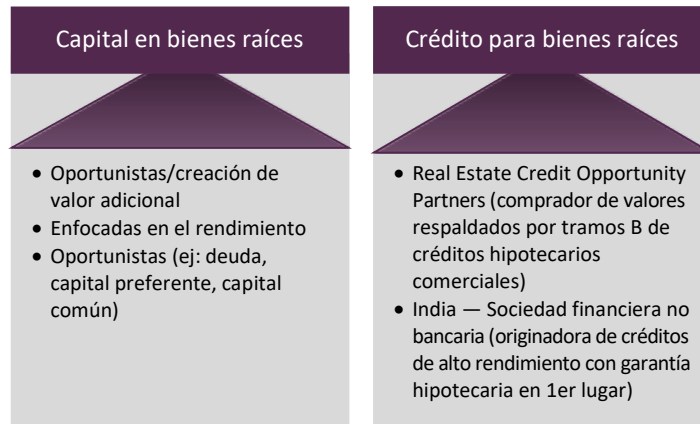 Capital en bienes raíces
• Oportunistas/creación de
valor adicional
• Enfocadas en el rendimiento
• Oportunistas (ej: deuda,
capital preferente, capital
común)
Crédito para bienes raíces
• Real Estate Credit Opportunity
Partners (comprador de valores
respaldados por tramos B de
créditos hipotecarios
comerciales)
• India — Sociedad financiera no
bancaria (originadora de créditos
de alto rendimiento con garantía
hipotecaria en 1er lugar)